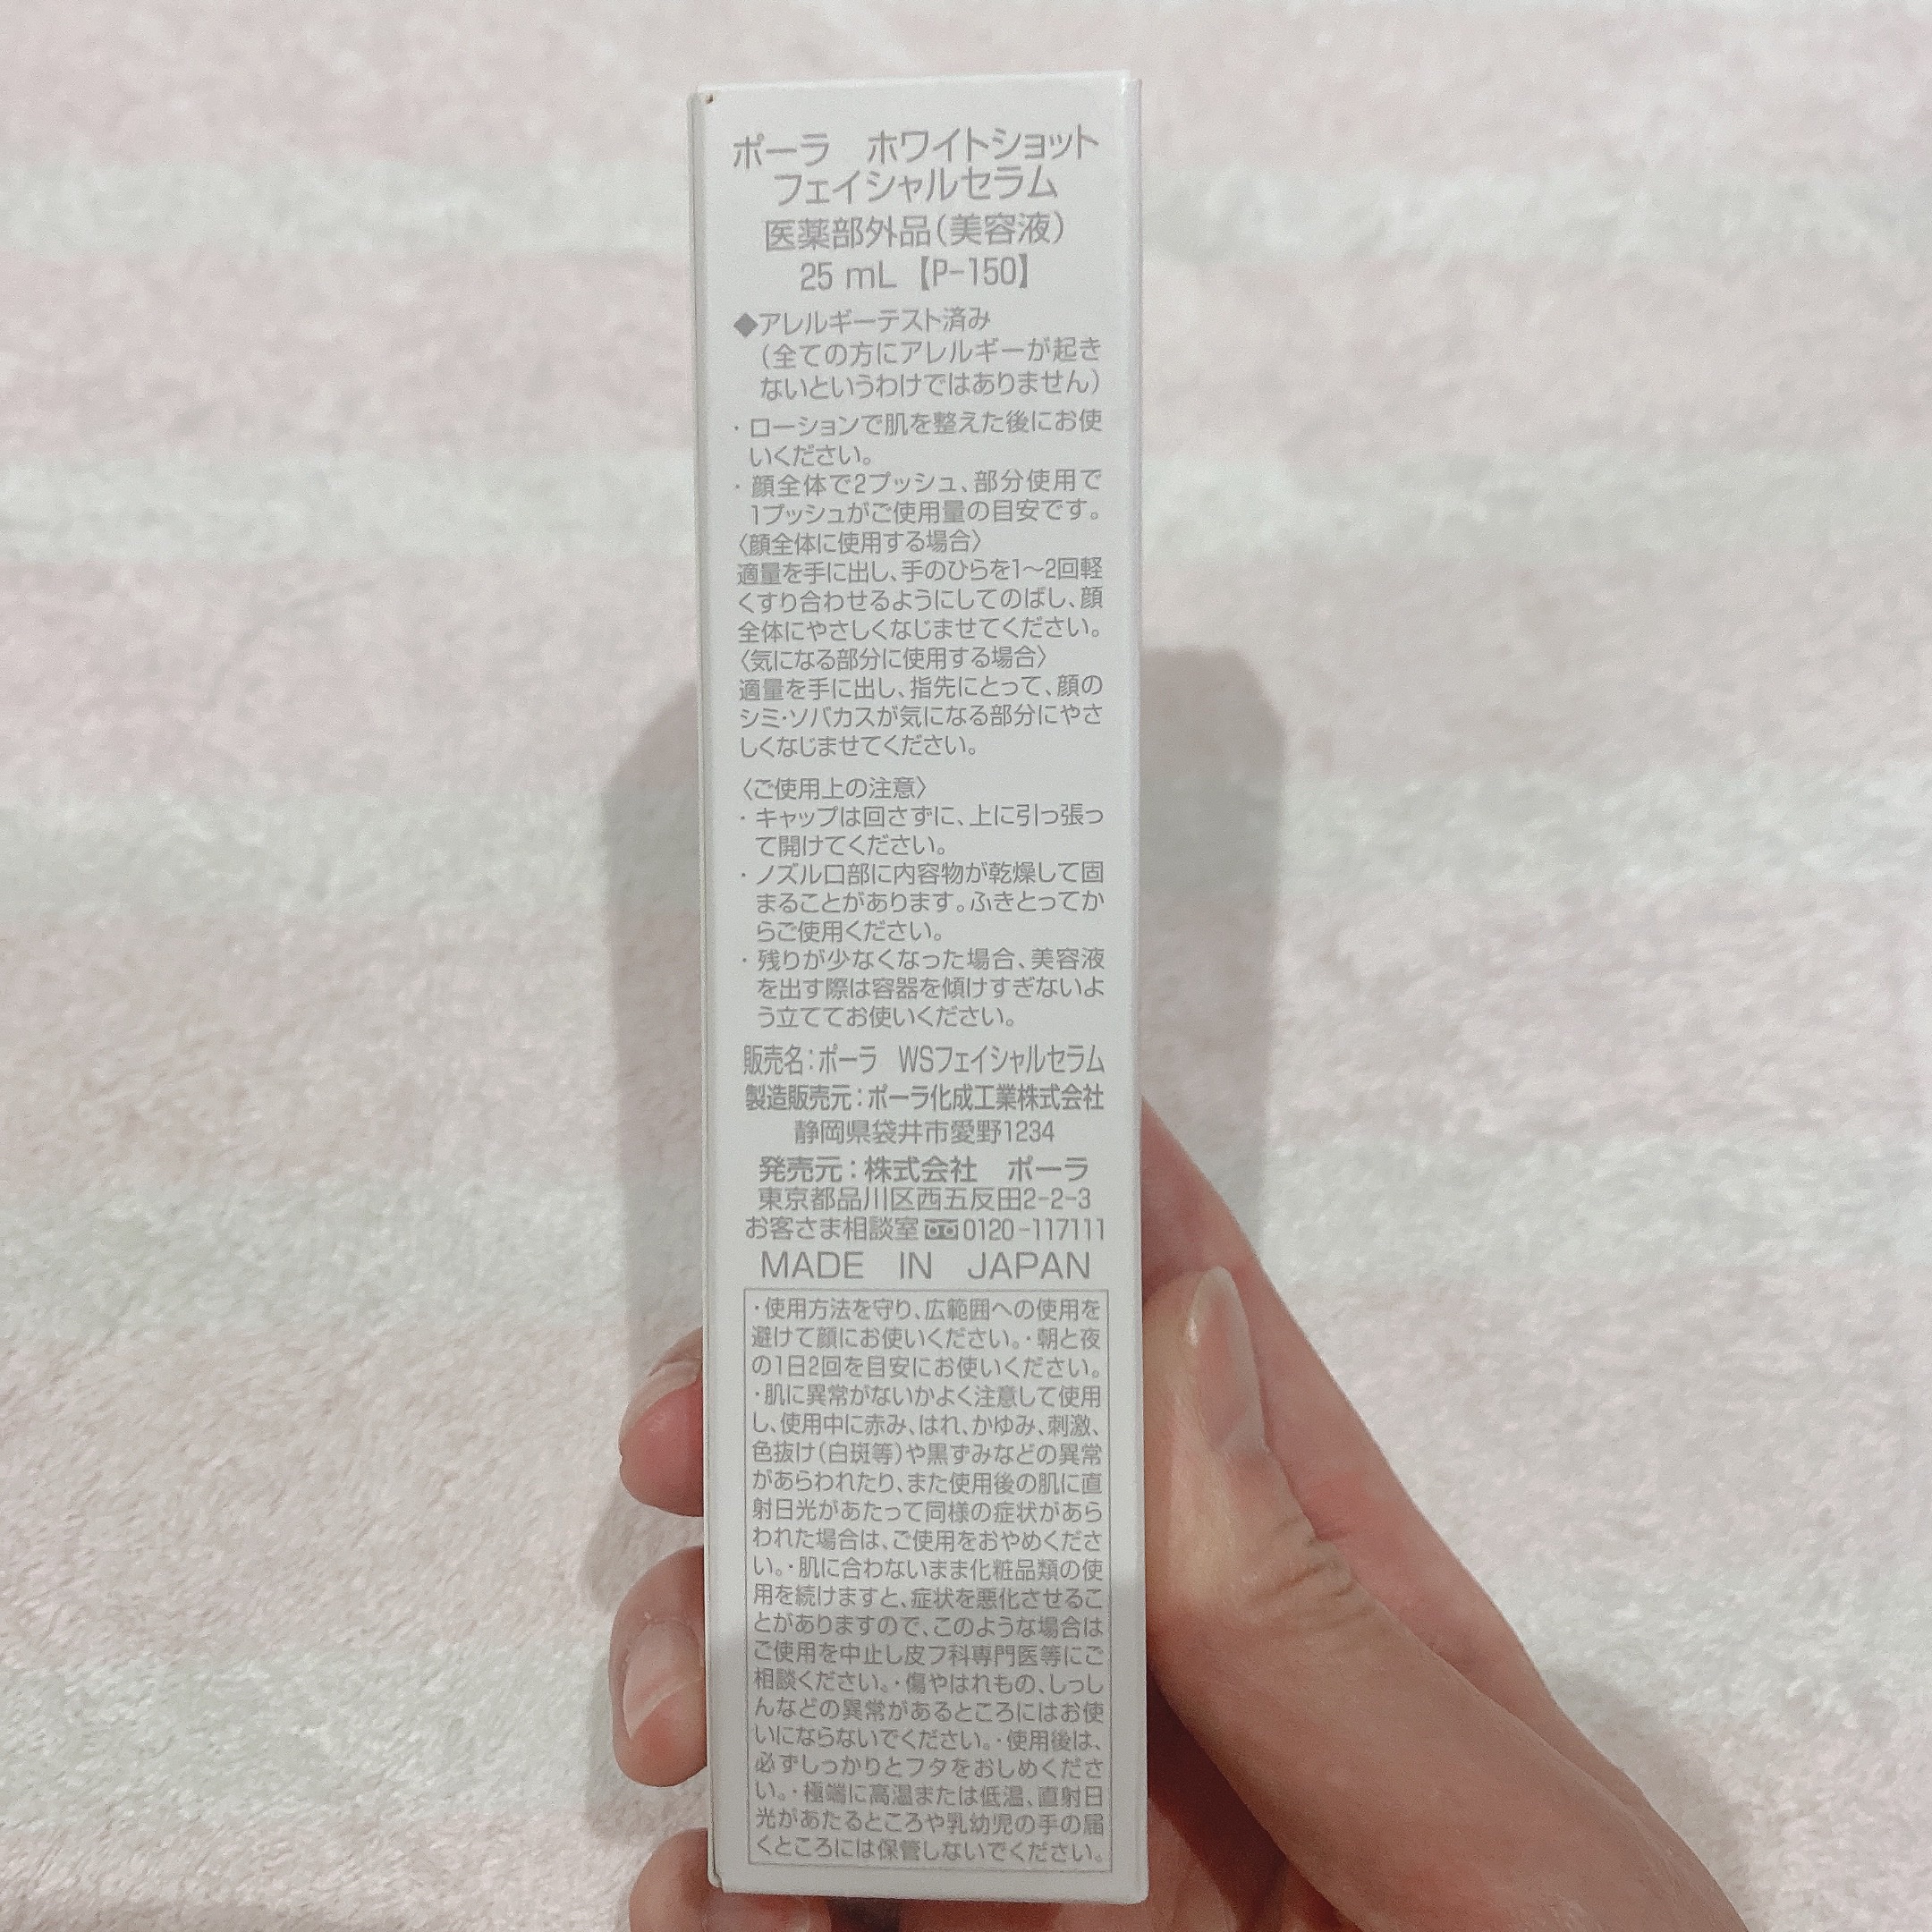 ポーラ ホワイトショット
フェイシャルセラム
医薬部外品(美容液)
25 mL【P-150】
◆アレルギーテスト済み
(全ての方にアレルギーが起き
ないというわけではありません)
・ローションで肌を整えた後にお使
いください。
・顔全体で2プッシュ、部分使用で
1プッシュがご使用量の目安です。
〈顔全体に使用する場合〉
適量を手に出し、手のひらを1〜2回軽
くすり合わせるようにしてのばし、顔
全体にやさしくなじませてください。
〈気になる部分に使用する場合〉
適量を手に出し、指先にとって、顔の
シミ・ソバカスが気になる部分にやさ
しくなじませてください。
〈ご使用上の注意〉
・キャップは回さずに、上に引っ張っ
て開けてください。
・ノズル口部に内容物が乾燥して固
まることがあります。ふきとってか
らご使用ください。
・残りが少なくなった場合、美容液
を出す際は容器を傾けすぎないよ
う立ててお使いください。
販売名:ポーラ WSフェイシャルセラム
製造販売元:ポーラ化成工業株式会社
静岡県袋井市愛野1234
発売元:株式会社 ポーラ
東京都品川区西五反田2-2-3
お客さま相談室 0120-117111
MADE IN JAPAN
・使用方法を守り、広範囲への使用を
避けて顔にお使いください。・朝と夜
の1日2回を目安にお使いください。
・肌に異常がないかよく注意して使用
し、使用中に赤み、はれ、かゆみ、刺激、
色抜け(白斑等)や黒ずみなどの異常
があらわれたり、また使用後の肌に直
射日光があたって同様の症状があら
われた場合は、ご使用をおやめくださ
い。・肌に合わないまま化粧品類の使
用を続けますと、症状を悪化させるこ
とがありますので、このような場合は
ご使用を中止し皮フ科専門医等にご
相談ください。・傷やはれもの、しっし
んなどの異常があるところにはお使
いにならないでください。・使用後は、
必ずしっかりとフタをおしめくださ
い。・極端に高温または低温、直射日
光があたるところや乳幼児の手の届
くところには保管しないでください。